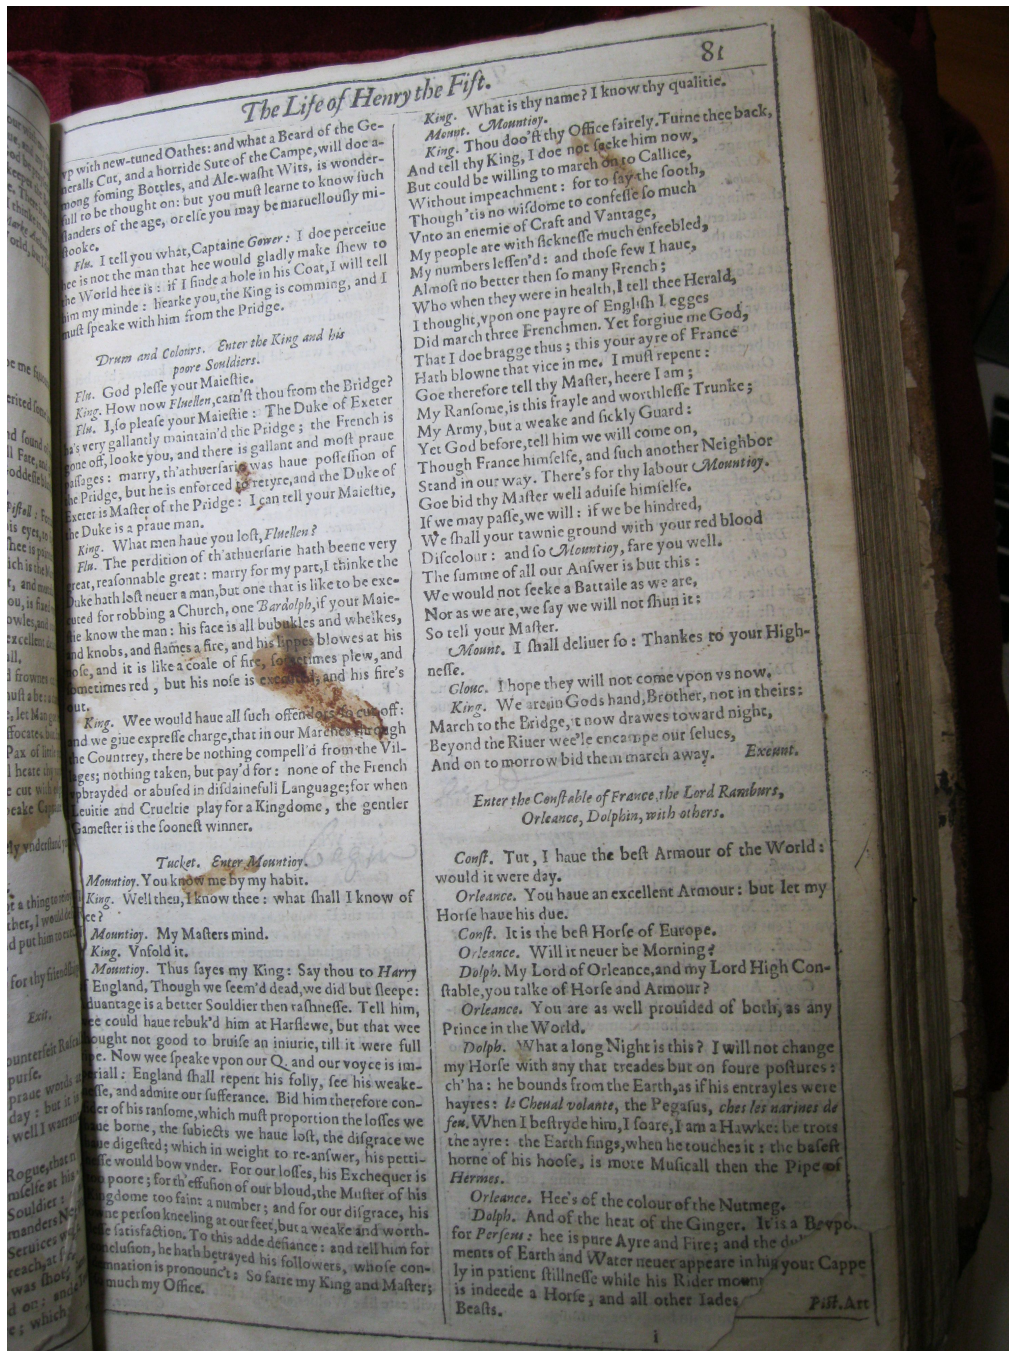 81
The Life of Henry the Fift.
vp with new-tuned Oathes: and what a Beard of the Ge-
neralls Cut, and a horride Sute of the Campe, will doe a-
mong foming Bottles, and Ale-washt Wits, is wonder-
full to be thought on: but you must learne to know such
slanders of the age, or else you may be maruellously mi-
stooke.
Flu. I tell you what, Captaine Gower: I doe perceiue
hee is not the man that hee would gladly make shew to
the World hee is: if I finde a hole in his Coat, I will tell
him my minde: hearke you, the King is comming, and I
must speake with him from the Pridge.
Drum and Colours. Enter the King and his
poore Souldiers.
Flu. God plesse your Maiestie.
King. How now Fluellen, cam'st thou from the Bridge?
Flu. I, so please your Maiestie: The Duke of Exeter
ha's very gallantly maintain'd the Pridge; the French is
gone off, looke you, and there is gallant and most praue
passages: marry, th'athuersarie was haue possession of
the Pridge, but he is enforced to retyre, and the Duke of
Exeter is Master of the Pridge: I can tell your Maiestie,
the Duke is a praue man.
King. What men haue you lost, Fluellen?
Flu. The perdition of th'athuersarie hath beene very
great, reasonnable great: marry for my part, I thinke the
Duke hath lost neuer a man, but one that is like to be exe-
cuted for robbing a Church, one Bardolph, if your Maie-
stie know the man: his face is all bubukles and whelkes,
and knobs, and flames a fire, and his lippes blowes at his
nose, and it is like a coale of fire, sometimes plew, and
sometimes red, but his nose is executed, and his fire's
out.
King. Wee would haue all such offendors so cut off:
and we giue expresse charge, that in our Marches through
the Countrey, there be nothing compell'd from the Vil-
lages; nothing taken, but pay'd for: none of the French
vpbrayded or abused in disdainefull Language; for when
Leuitie and Crueltie play for a Kingdome, the gentler
Gamester is the soonest winner.
Tucket. Enter Mountioy.
Mountioy. You know me by my habit.
King. Well then, I know thee: what shall I know of
thee?
Mountioy. My Masters mind.
King. Vnfold it.
Mountioy. Thus sayes my King: Say thou to Harry
of England, Though we seem'd dead, we did but sleepe:
Aduantage is a better Souldier then rashnesse. Tell him,
wee could haue rebuk'd him at Harflewe, but that wee
thought not good to bruise an iniurie, till it were full
ripe. Now wee speake vpon our Q. and our voyce is im-
periall: England shall repent his folly, see his weake-
nesse, and admire our sufferance. Bid him therefore con-
sider of his ransome, which must proportion the losses we
haue borne, the subiects we haue lost, the disgrace we
haue digested; which in weight to re-answer, his petti-
nesse would bow vnder. For our losses, his Exchequer is
too poore; for th'effusion of our bloud, the Muster of his
Kingdome too faint a number; and for our disgrace, his
owne person kneeling at our feet, but a weake and worth-
lesse satisfaction. To this adde defiance: and tell him for
conclusion, he hath betrayed his followers, whose con-
demnation is pronounc't: So farre my King and Master;
so much my Office.
King. What is thy name? I know thy qualitie.
Mount. Mountioy.
King. Thou doo'st thy Office fairely. Turne thee back,
And tell thy King, I doe not seeke him now,
But could be willing to march on to Callice,
Without impeachment: for to say the sooth,
Though 'tis no wisdome to confesse so much
Vnto an enemie of Craft and Vantage,
My people are with sicknesse much enfeebled,
My numbers lessen'd: and those few I haue,
Almost no better then so many French;
Who when they were in health, I tell thee Herald,
I thought, vpon one payre of English Legges
Did march three Frenchmen. Yet forgiue me God,
That I doe bragge thus; this your ayre of France
Hath blowne that vice in me. I must repent:
Goe therefore tell thy Master, heere I am;
My Ransome, is this frayle and worthlesse Trunke;
My Army, but a weake and sickly Guard:
Yet God before, tell him we will come on,
Though France himselfe, and such another Neighbor
Stand in our way. There's for thy labour Mountioy.
Goe bid thy Master well aduise himselfe.
If we may passe, we will: if we be hindred,
We shall your tawnie ground with your red blood
Discolour: and so Mountioy, fare you well.
The summe of all our Answer is but this:
We would not seeke a Battaile as we are,
Nor as we are, we say we will not shun it:
So tell your Master.
Mount. I shall deliuer so: Thankes to your High-
nesse.
Glouc. I hope they will not come vpon vs now.
King. We are in Gods hand, Brother, not in theirs:
March to the Bridge, it now drawes toward night,
Beyond the Riuer wee'le encampe our selues,
And on to morrow bid them march away. Exeunt.
Enter the Constable of France, the Lord Ramburs,
Orleance, Dolphin, with others.
Const. Tut, I haue the best Armour of the World:
would it were day.
Orleance. You haue an excellent Armour: but let my
Horse haue his due.
Const. It is the best Horse of Europe.
Orleance. Will it neuer be Morning?
Dolph. My Lord of Orleance, and my Lord High Con-
stable, you talke of Horse and Armour?
Orleance. You are as well prouided of both, as any
Prince in the World.
Dolph. What a long Night is this? I will not change
my Horse with any that treades but on foure postures:
ch' ha: he bounds from the Earth, as if his entrayles were
hayres: le Cheual volante, the Pegasus, ches les narines de
feu. When I bestryde him, I soare, I am a Hawke: he trots
the ayre: the Earth sings, when he touches it: the basest
horne of his hoofe, is more Musicall then the Pipe of
Hermes.
Orleance. Hee's of the colour of the Nutmeg.
Dolph. And of the heat of the Ginger. It is a Beast
for Perseus: hee is pure Ayre and Fire; and the
ments of Earth and Water neuer appeare in him
ly in patient stillnesse while his Rider mount
is indeede a Horse, and all other Iades
Beasts.
your Cappe
Pist. Art
i